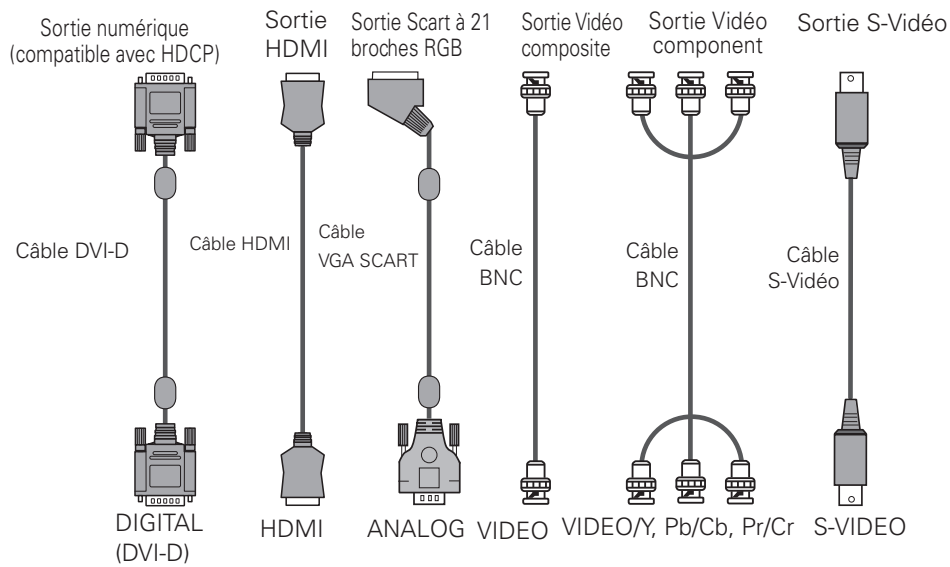 Sortie numérique
(compatible avec HDCP)
Sortie
HDMI
Sortie Scart à 21
broches RGB
Sortie Vidéo
composite
Sortie Vidéo
component
Sortie S-Vidéo
Câble DVI-D
Câble HDMI
Câble
VGA SCART
Câble
BNC
Câble
BNC
Câble
S-Vidéo
DIGITAL
(DVI-D)
HDMI
ANALOG
VIDEO
VIDEO/Y, Pb/Cb, Pr/Cr
S-VIDEO